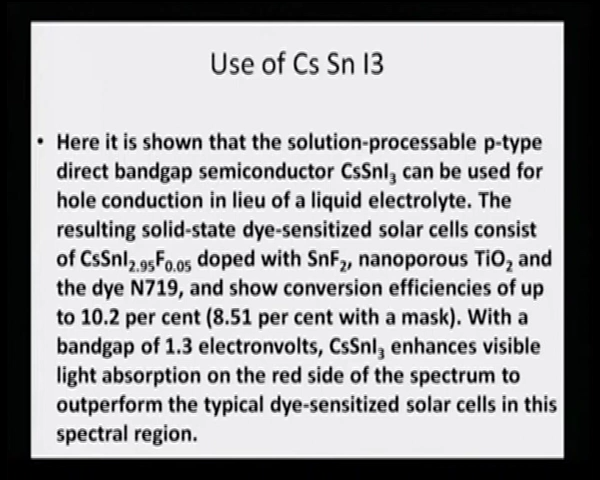 Use of Cs Sn I3
• Here it is shown that the solution-processable p-type
direct bandgap semiconductor CsSnI₃ can be used for
hole conduction in lieu of a liquid electrolyte. The
resulting solid-state dye-sensitized solar cells consist
of CsSnI₂.₉₅F₀.₀₅ doped with SnF₂, nanoporous TiO₂ and
the dye N719, and show conversion efficiencies of up
to 10.2 per cent (8.51 per cent with a mask). With a
bandgap of 1.3 electronvolts, CsSnI₃ enhances visible
light absorption on the red side of the spectrum to
outperform the typical dye-sensitized solar cells in this
spectral region.